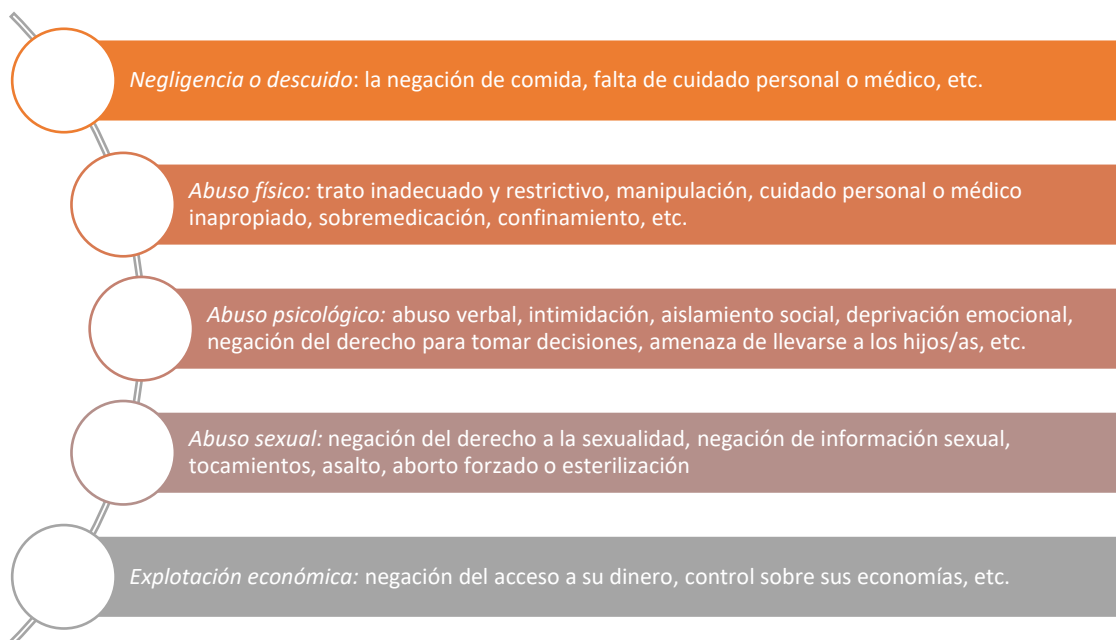 Negligencia o descuido: la negación de comida, falta de cuidado personal o médico, etc.
Abuso físico: trato inadecuado y restrictivo, manipulación, cuidado personal o médico
inapropiado, sobremedicación, confinamiento, etc.
Abuso psicológico: abuso verbal, intimidación, aislamiento social, deprivación emocional,
negación del derecho para tomar decisiones, amenaza de llevarse a los hijos/as, etc.
Abuso sexual: negación del derecho a la sexualidad, negación de información sexual,
tocamientos, asalto, aborto forzado o esterilización
Explotación económica: negación del acceso a su dinero, control sobre sus economías, etc.